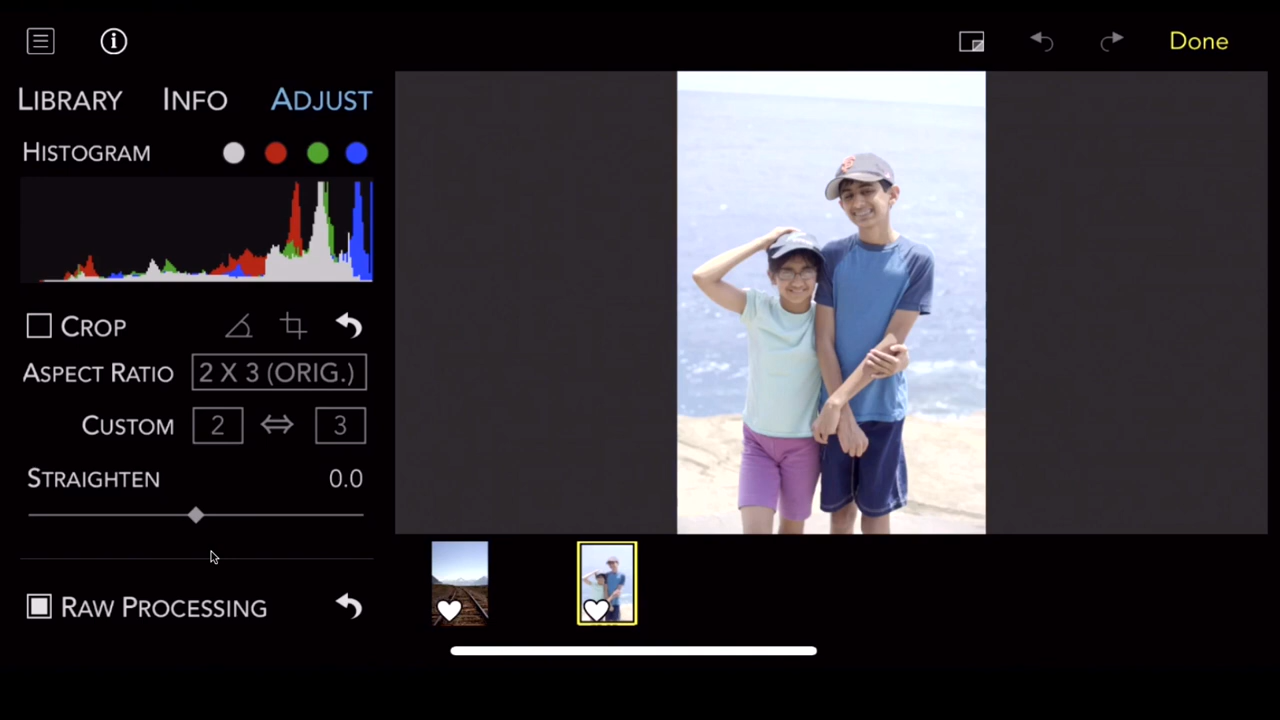 Done
LIBRARY INFO ADJUST
HISTOGRAM
CROP
ASPECT RATIO 2 X 3 (ORIG.)
CUSTOM 2 3
STRAIGHTEN 0.0
RAW PROCESSING